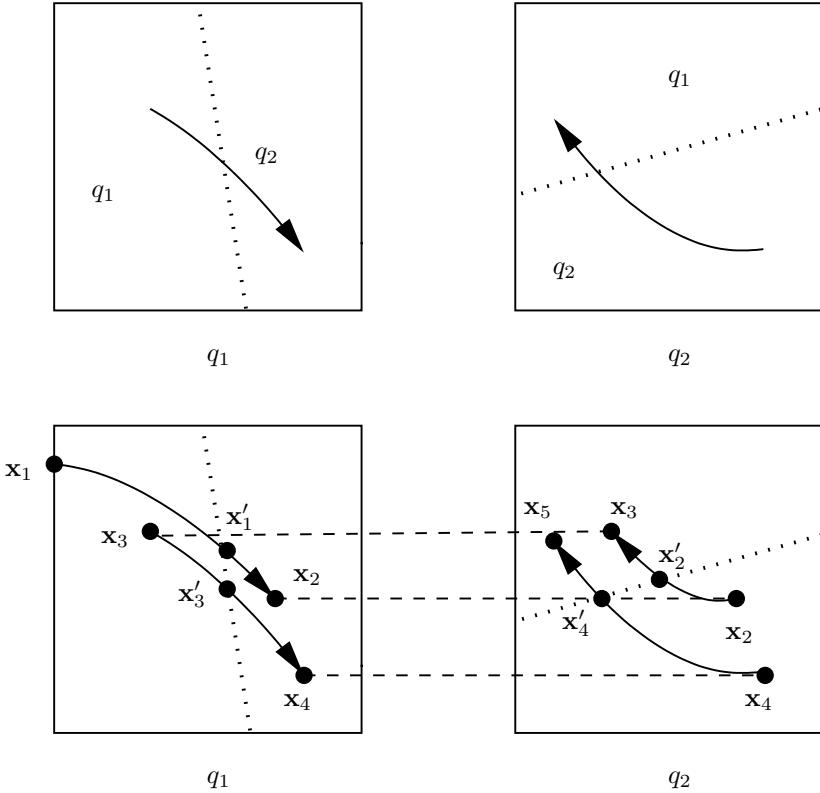 q₁
q₂
q₁
q₂
q₁
q₂
x₁
x₃
x₁′
x₃′
x₂
x₄
x₅
x₃
x₂′
x₄′
x₂
x₄
q₁
q₂